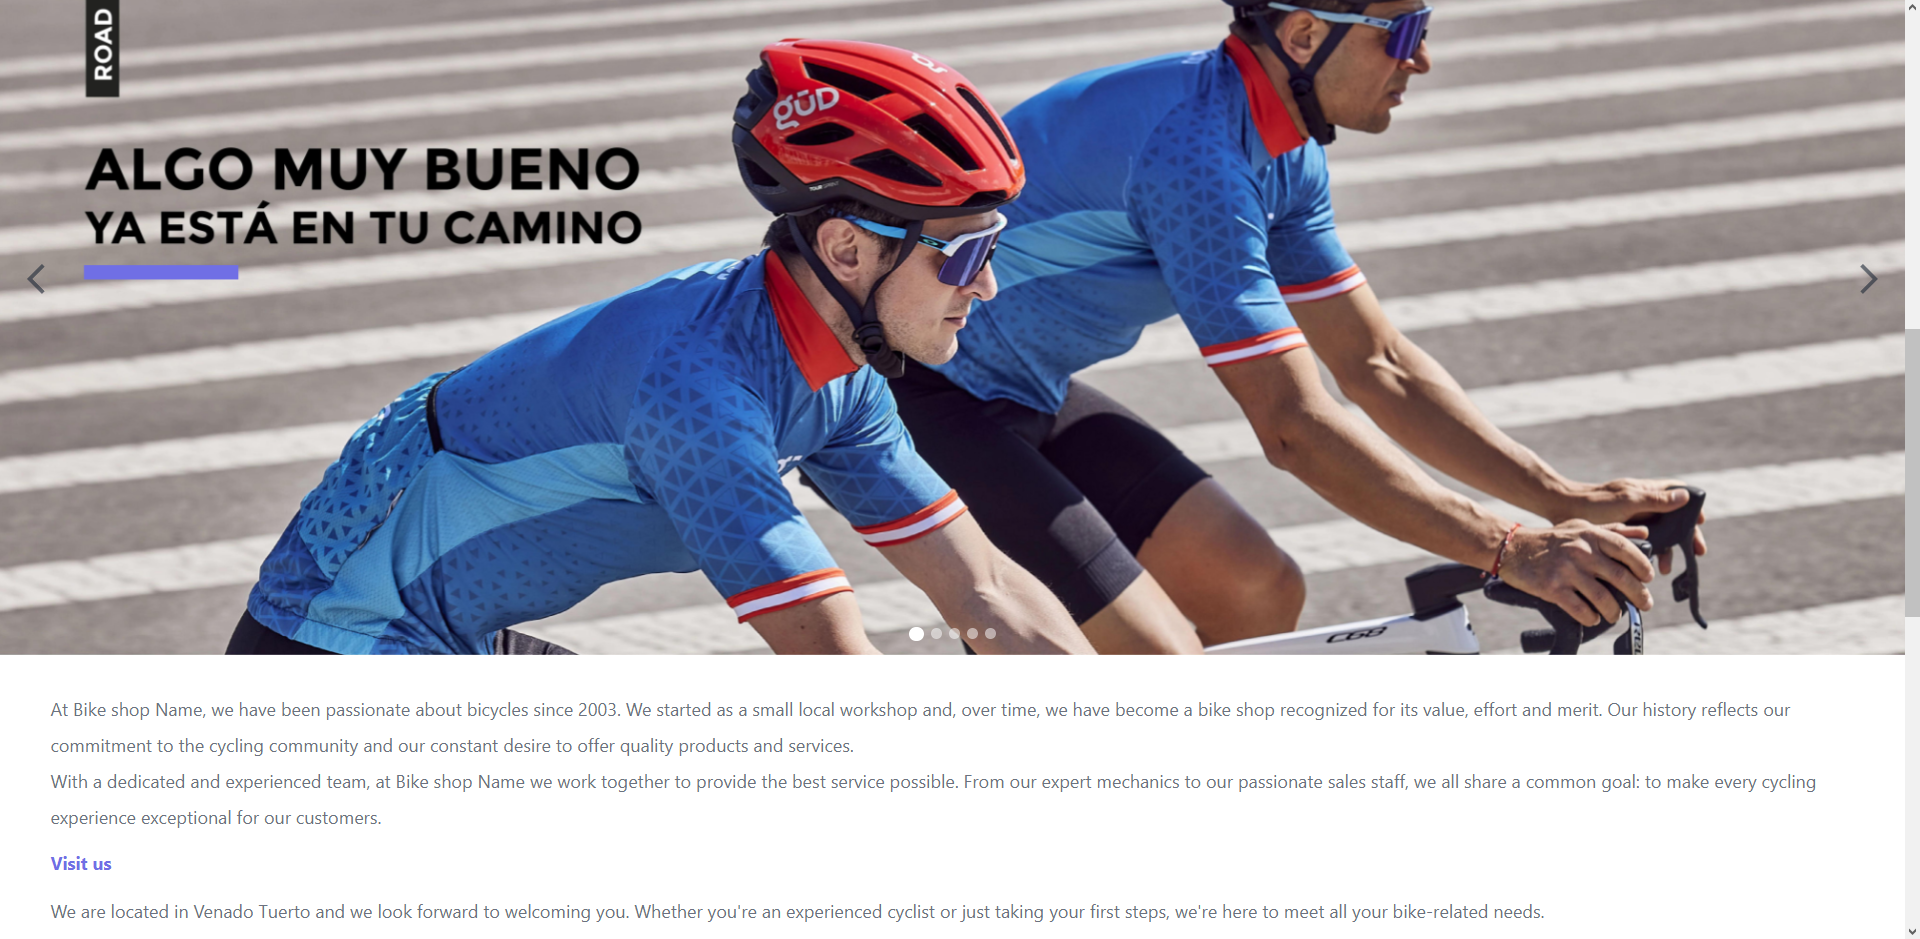 ROAD
ALGO MUY BUENO
YA ESTÁ EN TU CAMINO
gūD
CGB
At Bike shop Name, we have been passionate about bicycles since 2003. We started as a small local workshop and, over time, we have become a bike shop recognized for its value, effort and merit. Our history reflects our
commitment to the cycling community and our constant desire to offer quality products and services.
With a dedicated and experienced team, at Bike shop Name we work together to provide the best service possible. From our expert mechanics to our passionate sales staff, we all share a common goal: to make every cycling
experience exceptional for our customers.
Visit us
We are located in Venado Tuerto and we look forward to welcoming you. Whether you're an experienced cyclist or just taking your first steps, we're here to meet all your bike-related needs.